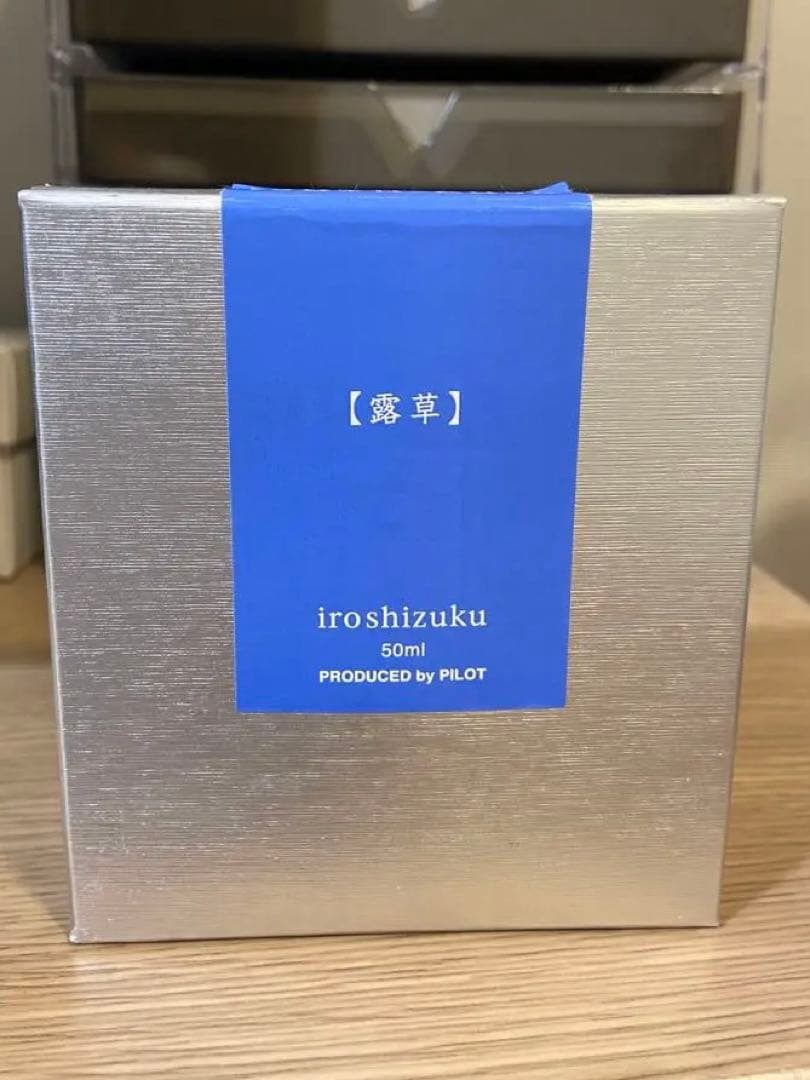 【露草】
iroshizuku
50ml
PRODUCED by PILOT